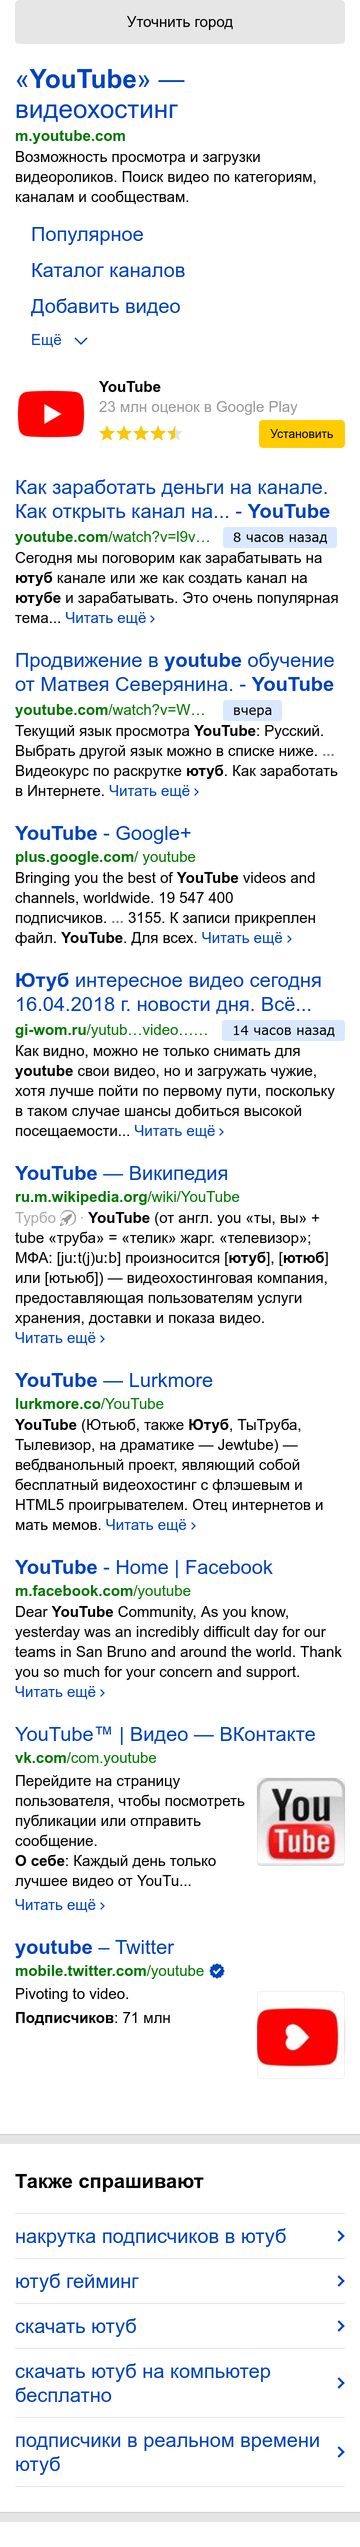 Уточнить город
«YouTube» —
видеохостинг
m.youtube.com
Возможность просмотра и загрузки
видеороликов. Поиск видео по категориям,
каналам и сообществам.
Популярное
Каталог каналов
Добавить видео
Ещё
YouTube
23 млн оценок в Google Play
Установить
Как заработать деньги на канале.
Как открыть канал на... - YouTube
youtube.com/watch?v=l9v… 8 часов назад
Сегодня мы поговорим как зарабатывать на
ютуб канале или же как создать канал на
ютубе и зарабатывать. Это очень популярная
тема... Читать ещё ›
Продвижение в youtube обучение
от Матвея Северянина. - YouTube
youtube.com/watch?v=W… вчера
Текущий язык просмотра YouTube: Русский.
Выбрать другой язык можно в списке ниже. ...
Видеокурс по раскрутке ютуб. Как заработать
в Интернете. Читать ещё ›
YouTube - Google+
plus.google.com/ youtube
Bringing you the best of YouTube videos and
channels, worldwide. 19 547 400
подписчиков. ... 3155. К записи прикреплен
файл. YouTube. Для всех. Читать ещё ›
Ютуб интересное видео сегодня
16.04.2018 г. новости дня. Всё...
gi-wom.ru/yutub…video…… 14 часов назад
Как видно, можно не только снимать для
youtube свои видео, но и загружать чужие,
хотя лучше пойти по первому пути, поскольку
в таком случае шансы добиться высокой
посещаемости... Читать ещё ›
YouTube — Википедия
ru.m.wikipedia.org/wiki/YouTube
Турбо · YouTube (от англ. you «ты, вы» +
tube «труба» = «телик» жарг. «телевизор»;
МФА: [juːt(j)uːb] произносится [ютуб], [ютюб]
или [ютьюб]) — видеохостинговая компания,
предоставляющая пользователям услуги
хранения, доставки и показа видео.
Читать ещё ›
YouTube — Lurkmore
lurkmore.co/YouTube
YouTube (Ютьюб, также Ютуб, ТыТруба,
Тылевизор, на драматике — Jewtube) —
вебдванольный проект, являющий собой
бесплатный видеохостинг с флэшевым и
HTML5 проигрывателем. Отец интернетов и
мать мемов. Читать ещё ›
YouTube - Home | Facebook
m.facebook.com/youtube
Dear YouTube Community, As you know,
yesterday was an incredibly difficult day for our
teams in San Bruno and around the world. Thank
you so much for your concern and support.
Читать ещё ›
YouTube™ | Видео — ВКонтакте
vk.com/com.youtube
Перейдите на страницу
пользователя, чтобы посмотреть
публикации или отправить
сообщение.
О себе: Каждый день только
лучшее видео от YouTu...
Читать ещё ›
You
Tube
youtube – Twitter
mobile.twitter.com/youtube
Pivoting to video.
Подписчиков: 71 млн
Также спрашивают
накрутка подписчиков в ютуб
ютуб гейминг
скачать ютуб
скачать ютуб на компьютер
бесплатно
подписчики в реальном времени
ютуб